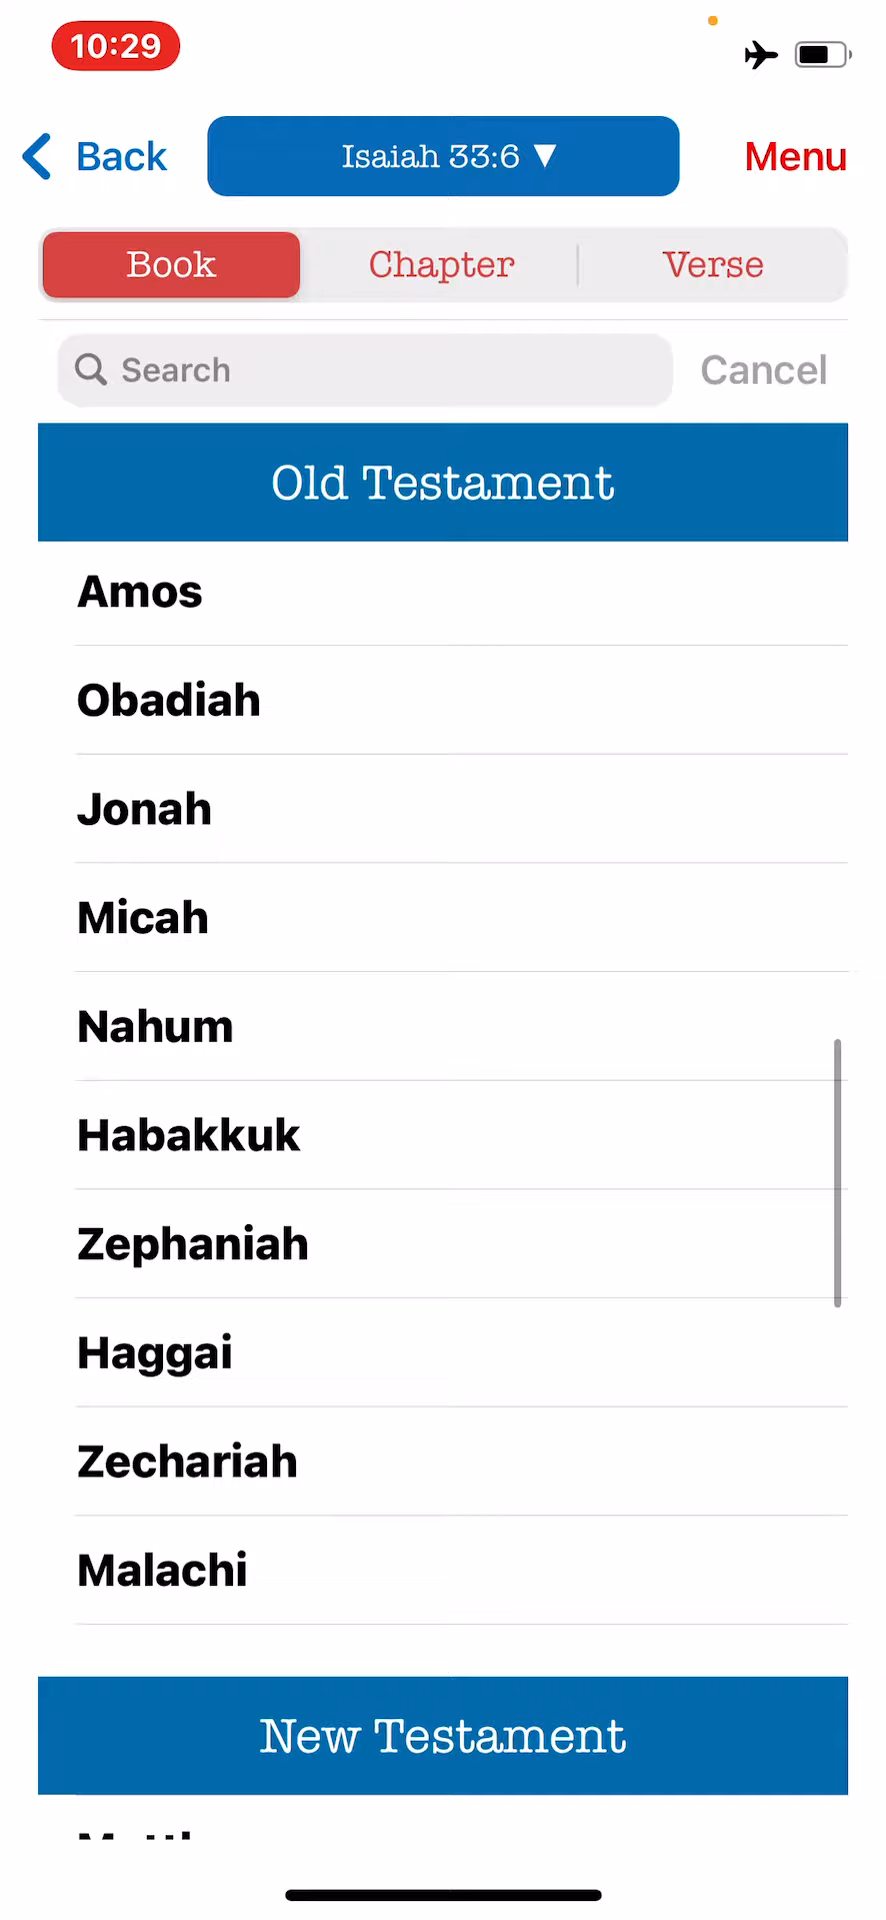 10:29
Back
Isaiah 33:6 ▼
Menu
Book
Chapter
Verse
Search
Cancel
Old Testament
Amos
Obadiah
Jonah
Micah
Nahum
Habakkuk
Zephaniah
Haggai
Zechariah
Malachi
New Testament